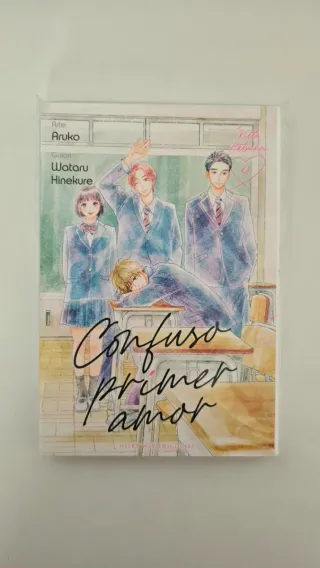 Arte:
Aruko
Guion:
Wataru
Hinekure
Confuso
primer
amor